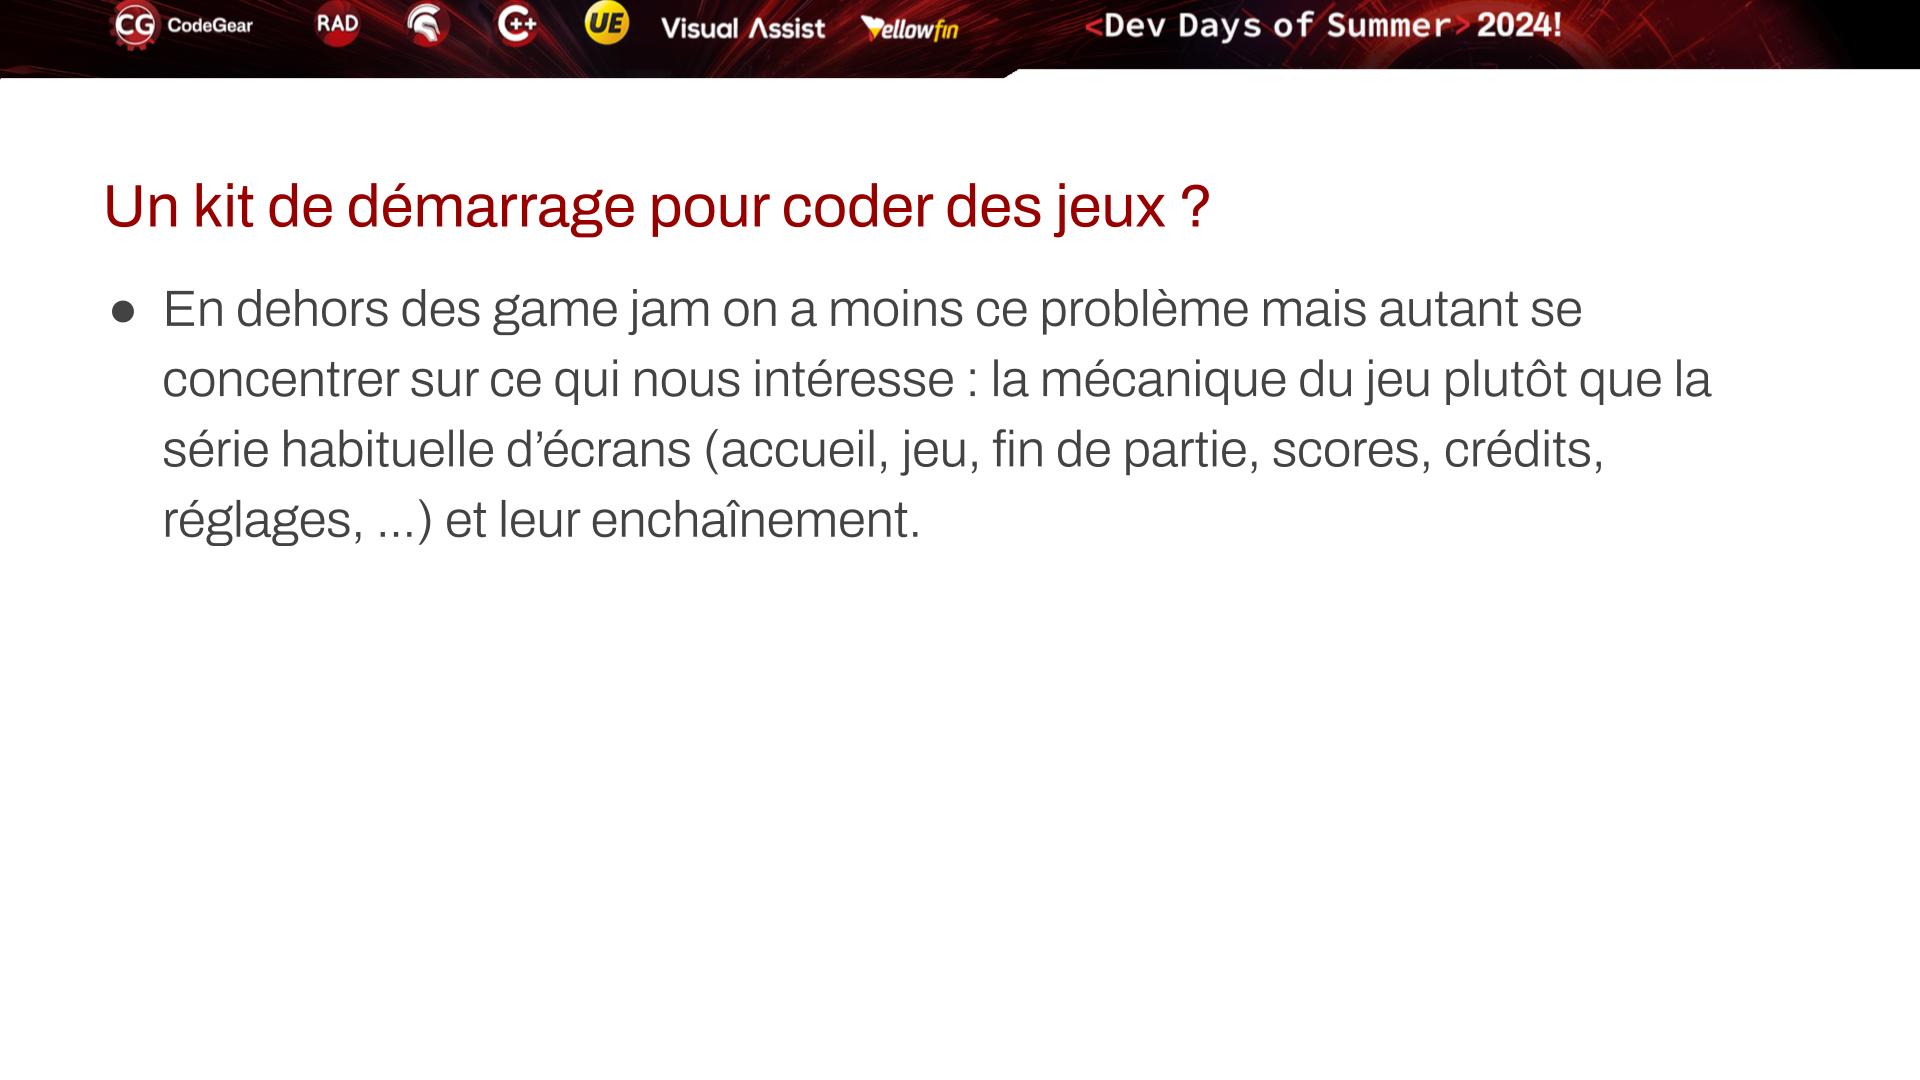 CG CodeGear RAD C++ UE Visual Assist Yellowfin <Dev Days of Summer> 2024!
Un kit de démarrage pour coder des jeux ?
● En dehors des game jam on a moins ce problème mais autant se
concentrer sur ce qui nous intéresse : la mécanique du jeu plutôt que la
série habituelle d’écrans (accueil, jeu, fin de partie, scores, crédits,
réglages, ...) et leur enchaînement.